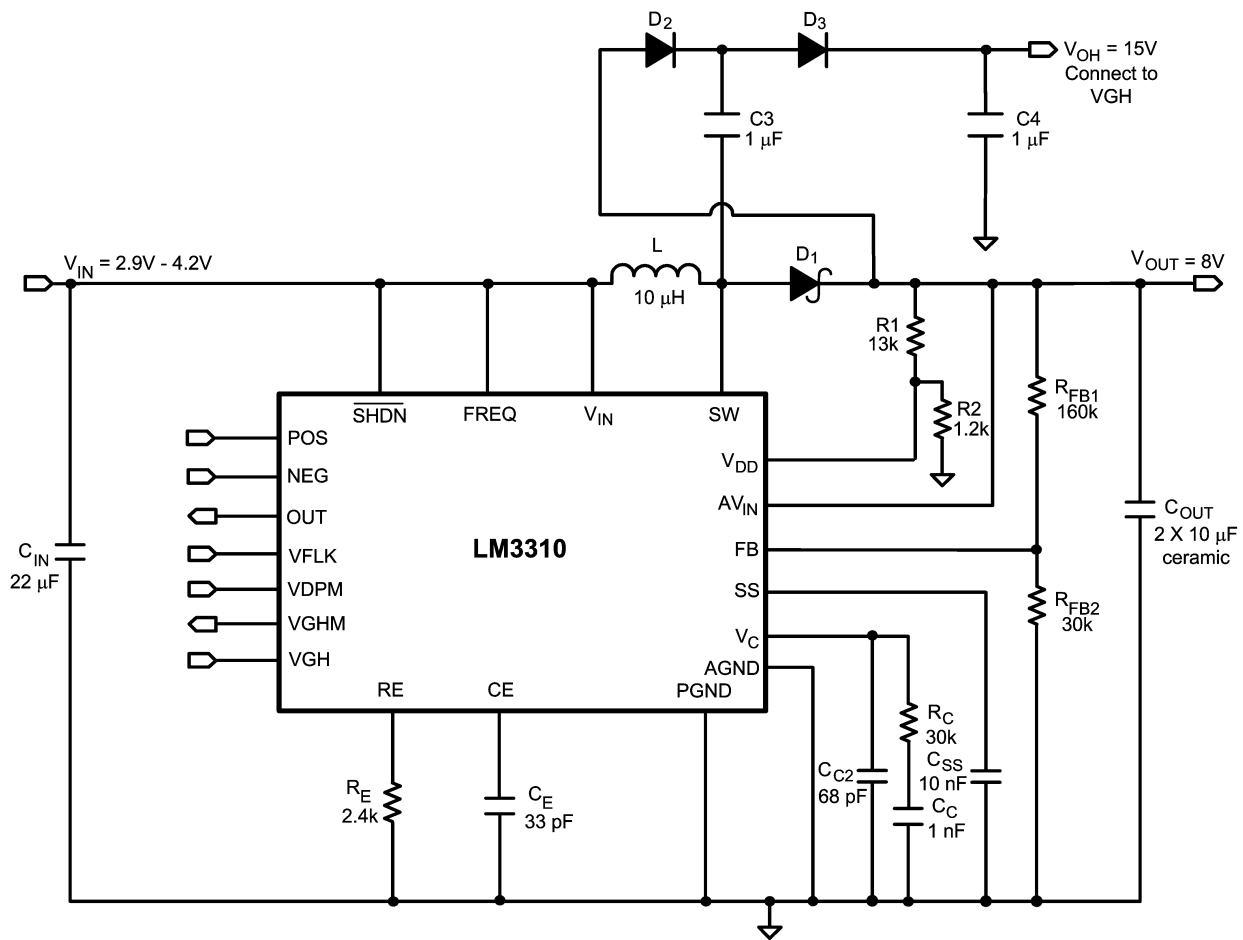 D2
D3
VOH = 15V
Connect to
VGH
C3
1 µF
C4
1 µF
VIN = 2.9V - 4.2V
L
10 µH
D1
VOUT = 8V
R1
13k
R2
1.2k
RFB1
160k
SHDN
FREQ
VIN
SW
POS
NEG
OUT
VFLK
VDPM
VGHM
VGH
LM3310
VDD
AVIN
FB
SS
VC
AGND
PGND
RE
CE
CIN
22 µF
COUT
2 X 10 µF
ceramic
RFB2
30k
RC
30k
CSS
10 nF
CC2
68 pF
CC
1 nF
RE
2.4k
CE
33 pF